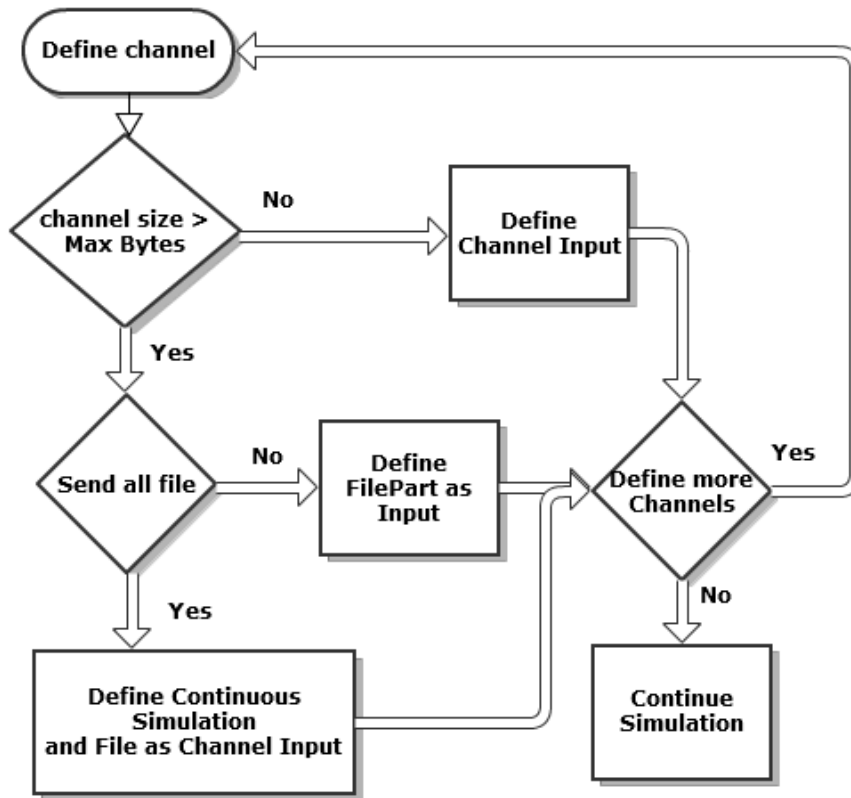 Define channel
channel size >
Max Bytes
No
Define
Channel Input
Yes
Send all file
No
Define
FilePart as
Input
Define more
Channels
Yes
Yes
Define Continuous
Simulation
and File as Channel Input
No
Continue
Simulation